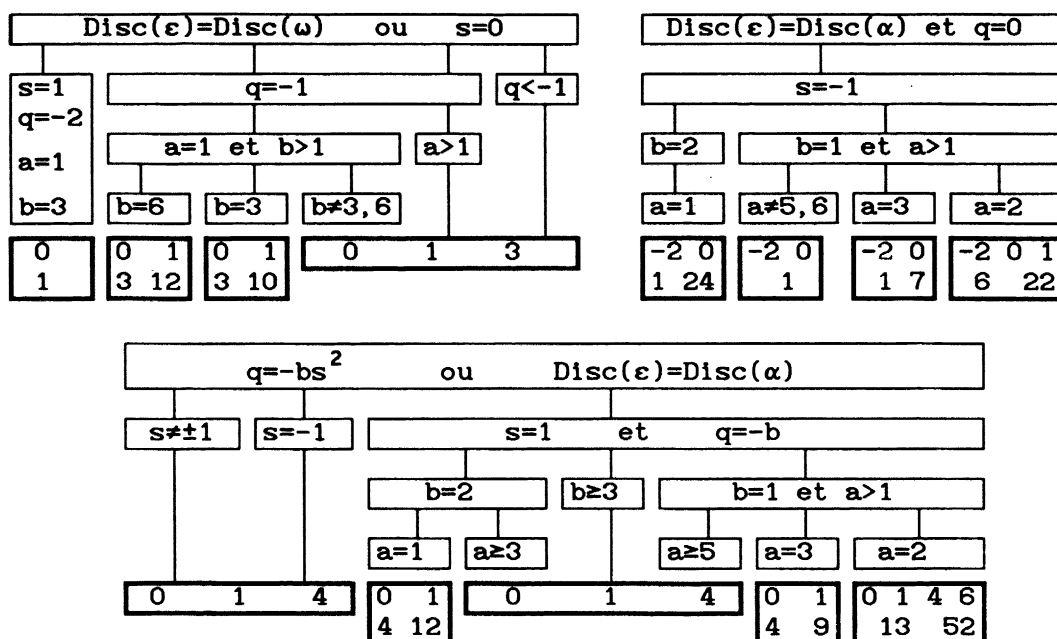 Disc(ε)=Disc(ω) ou s=0
s=1
q=-2
a=1
b=3
q=-1
q<-1
a=1 et b>1
a>1
b=6
b=3
b≠3,6
0
1
0 1
3 12
0 1
3 10
0 1 3
Disc(ε)=Disc(α) et q=0
s=-1
b=2
b=1 et a>1
a=1
a≠5,6
a=3
a=2
-2 0
1 24
-2 0
1
-2 0
1 7
-2 0 1
6 22
q=-bs²
ou
Disc(ε)=Disc(α)
s≠±1
s=-1
s=1 et q=-b
b=2
b≥3
b=1 et a>1
a=1
a≥3
a≥5
a=3
a=2
0 1 4
0 1
4 12
0 1 4
0 1
4 9
0 1 4 6
13 52